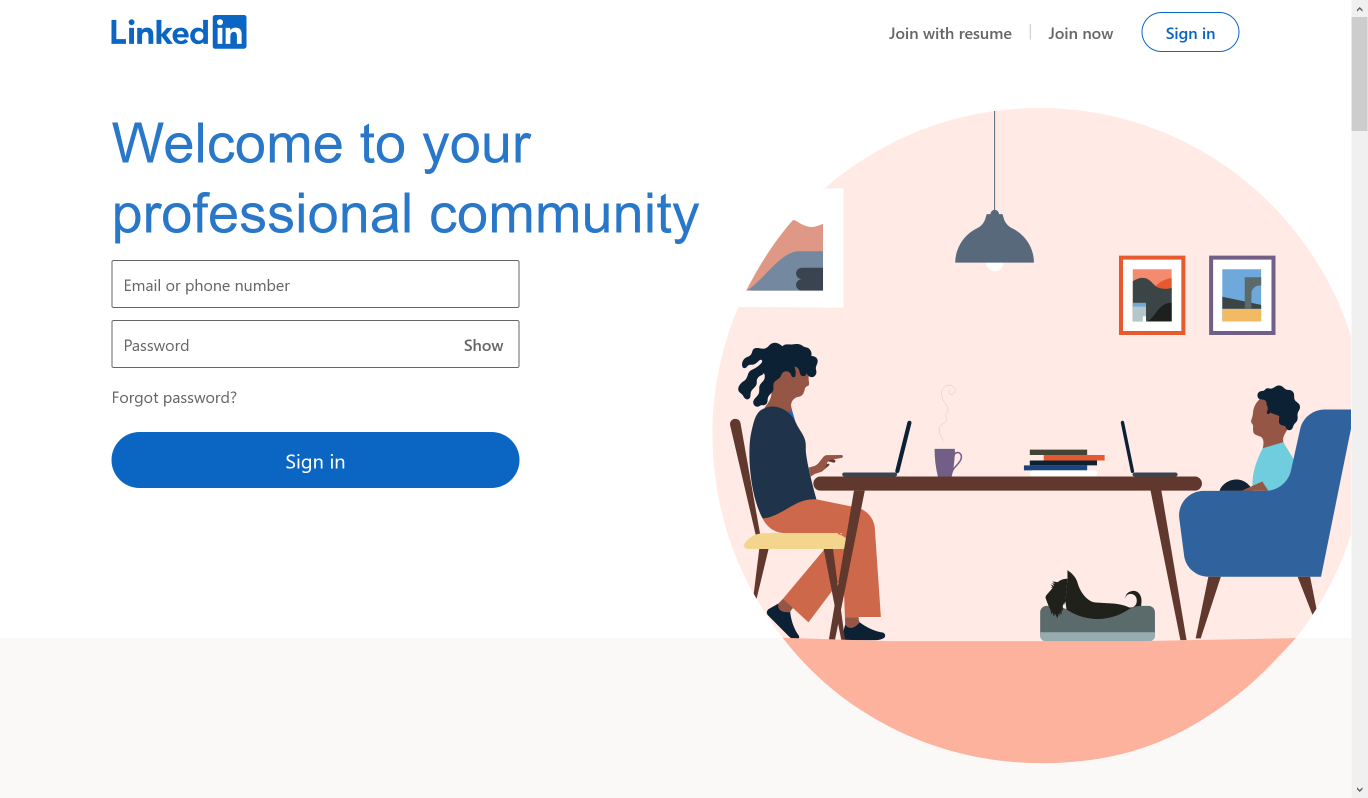 Linkedin
Join with resume
Join now
Sign in
Welcome to your
professional community
Email or phone number
Password
Show
Forgot password?
Sign in